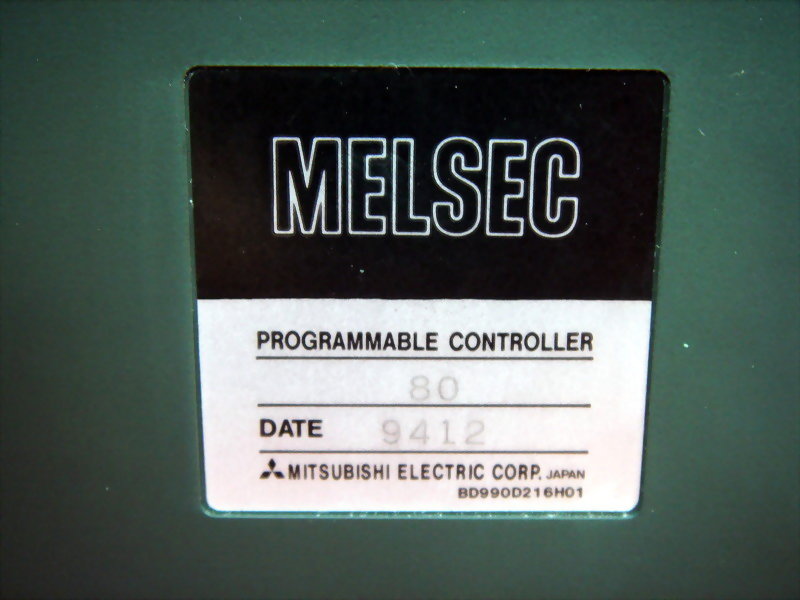 MELSEC
PROGRAMMABLE CONTROLLER
80
DATE 9412
MITSUBISHI ELECTRIC CORP. JAPAN
BD990D216H01